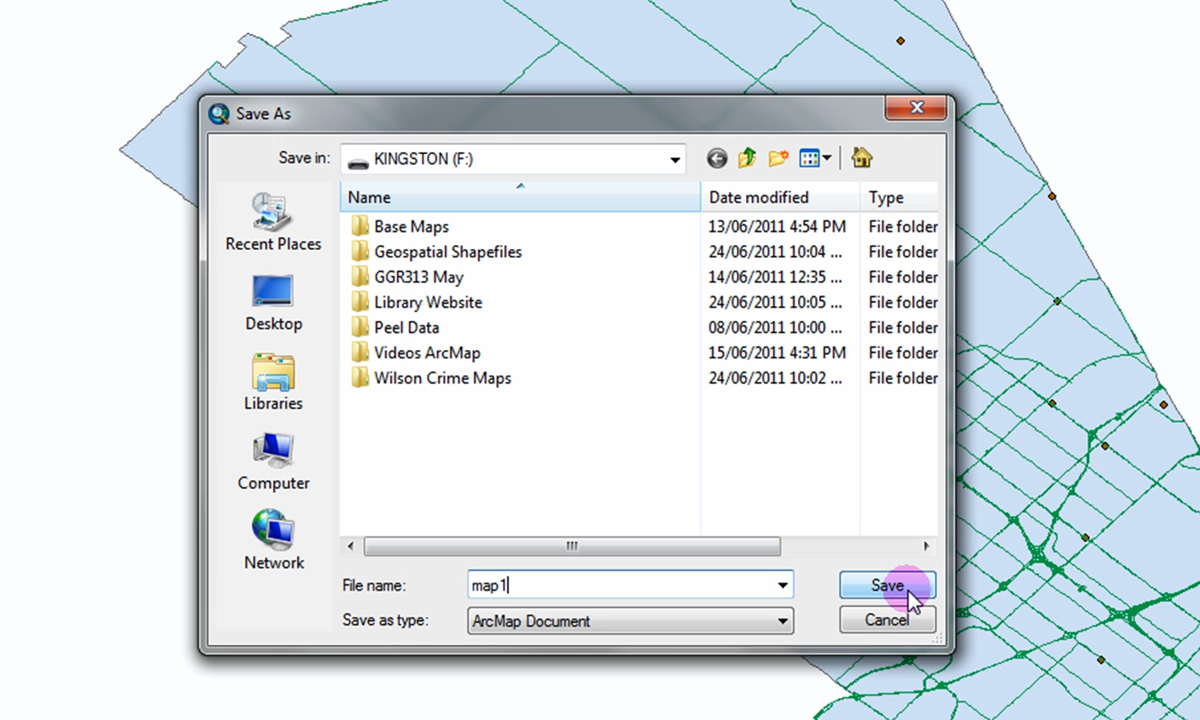 Save As
Save in: KINGSTON (F:)
Name Date modified Type
Base Maps 13/06/2011 4:54 PM File folder
Geospatial Shapefiles 24/06/2011 10:04 ... File folder
GGR313 May 14/06/2011 12:35 ... File folder
Library Website 24/06/2011 10:05 ... File folder
Peel Data 08/06/2011 10:00 ... File folder
Videos ArcMap 15/06/2011 4:31 PM File folder
Wilson Crime Maps 24/06/2011 10:02 ... File folder
Recent Places
Desktop
Libraries
Computer
Network
File name: map1 Save
Save as type: ArcMap Document Cancel